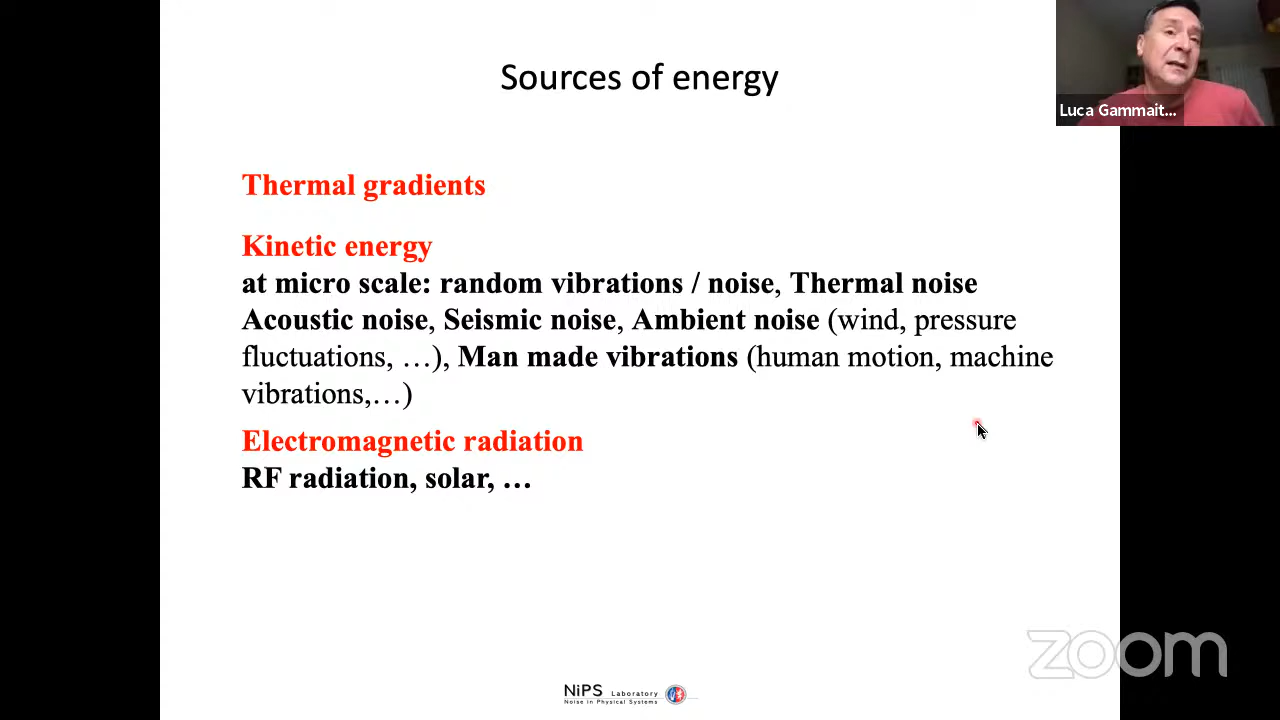 Sources of energy
Luca Gammait...
Thermal gradients
Kinetic energy
at micro scale: random vibrations / noise, Thermal noise
Acoustic noise, Seismic noise, Ambient noise (wind, pressure
fluctuations, …), Man made vibrations (human motion, machine
vibrations,…)
Electromagnetic radiation
RF radiation, solar, …
zoom
NiPS Laboratory
Noise in Physical Systems